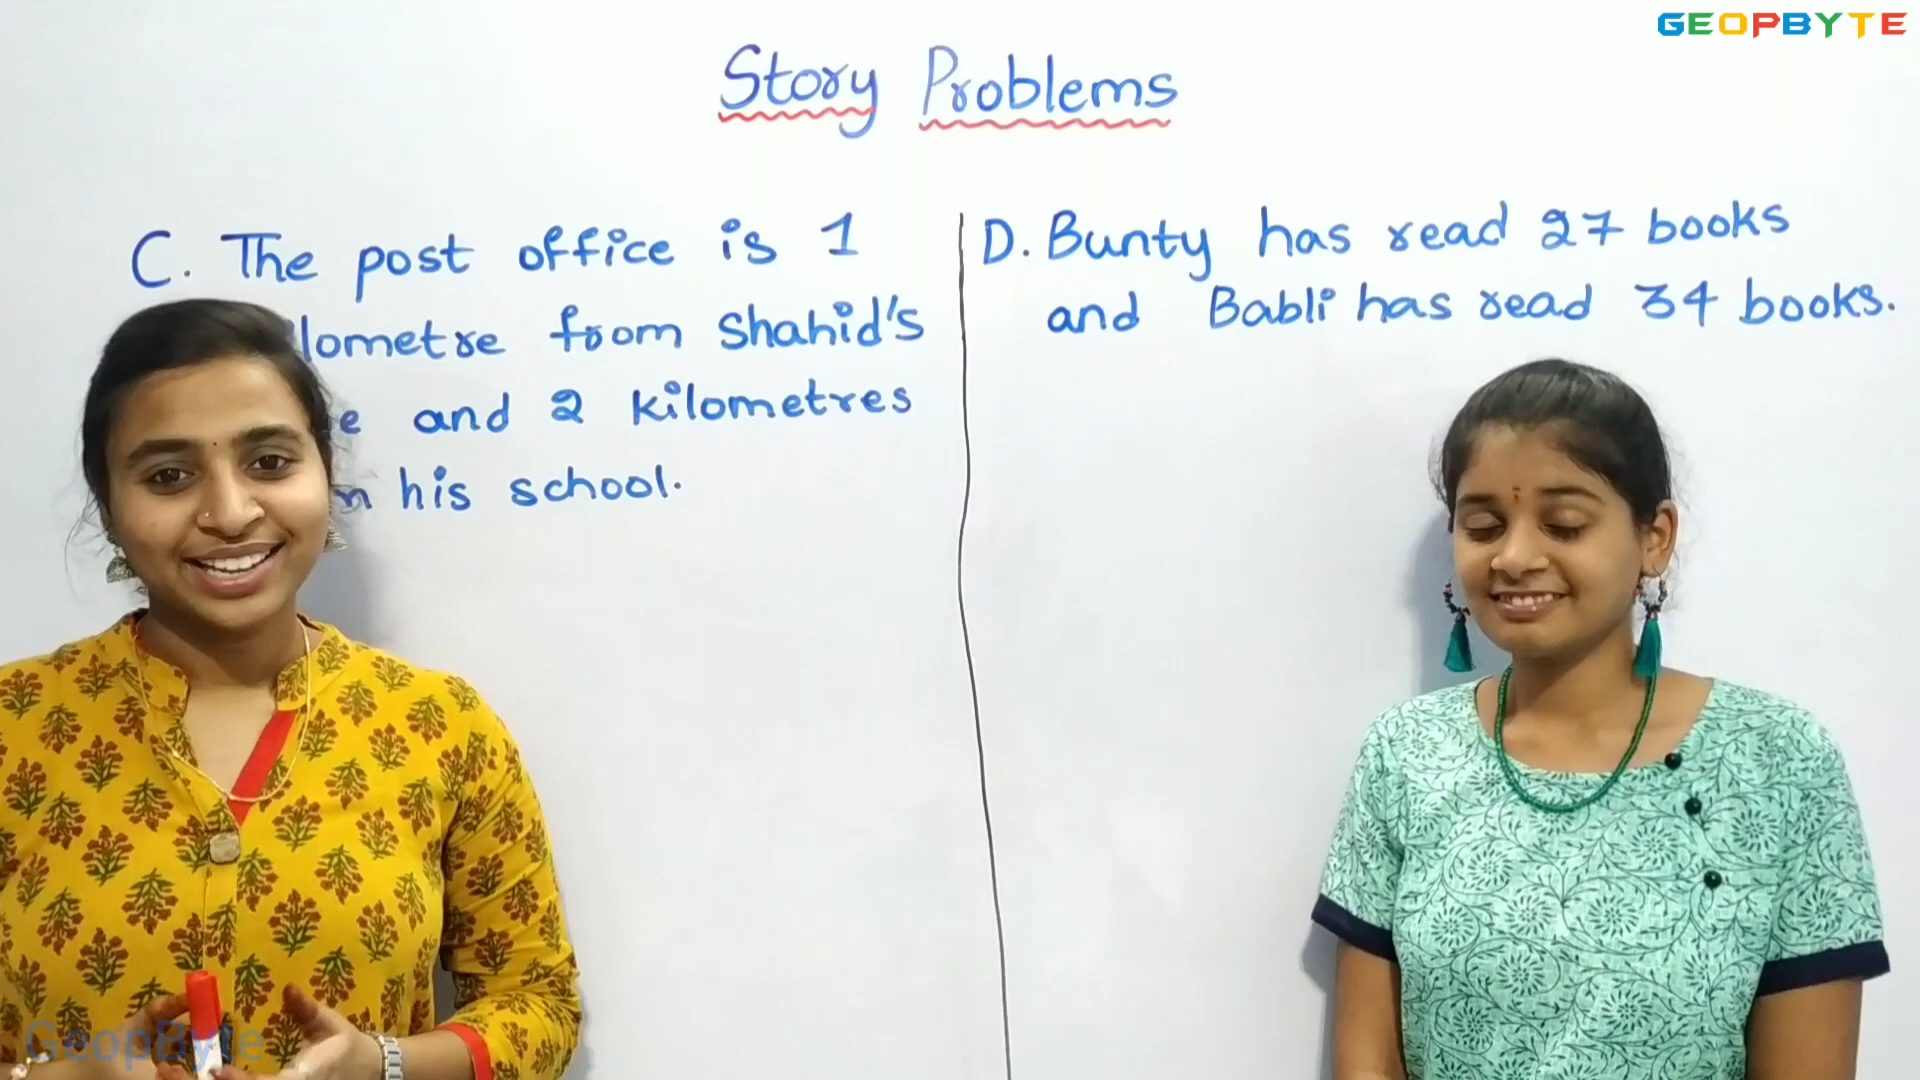 GEOPBYTE
Story Problems
C. The post office is 1
lometre from Shahid's
e and 2 kilometres
m his school.
D. Bunty has read 27 books
and Babli has read 34 books.
GeopByte